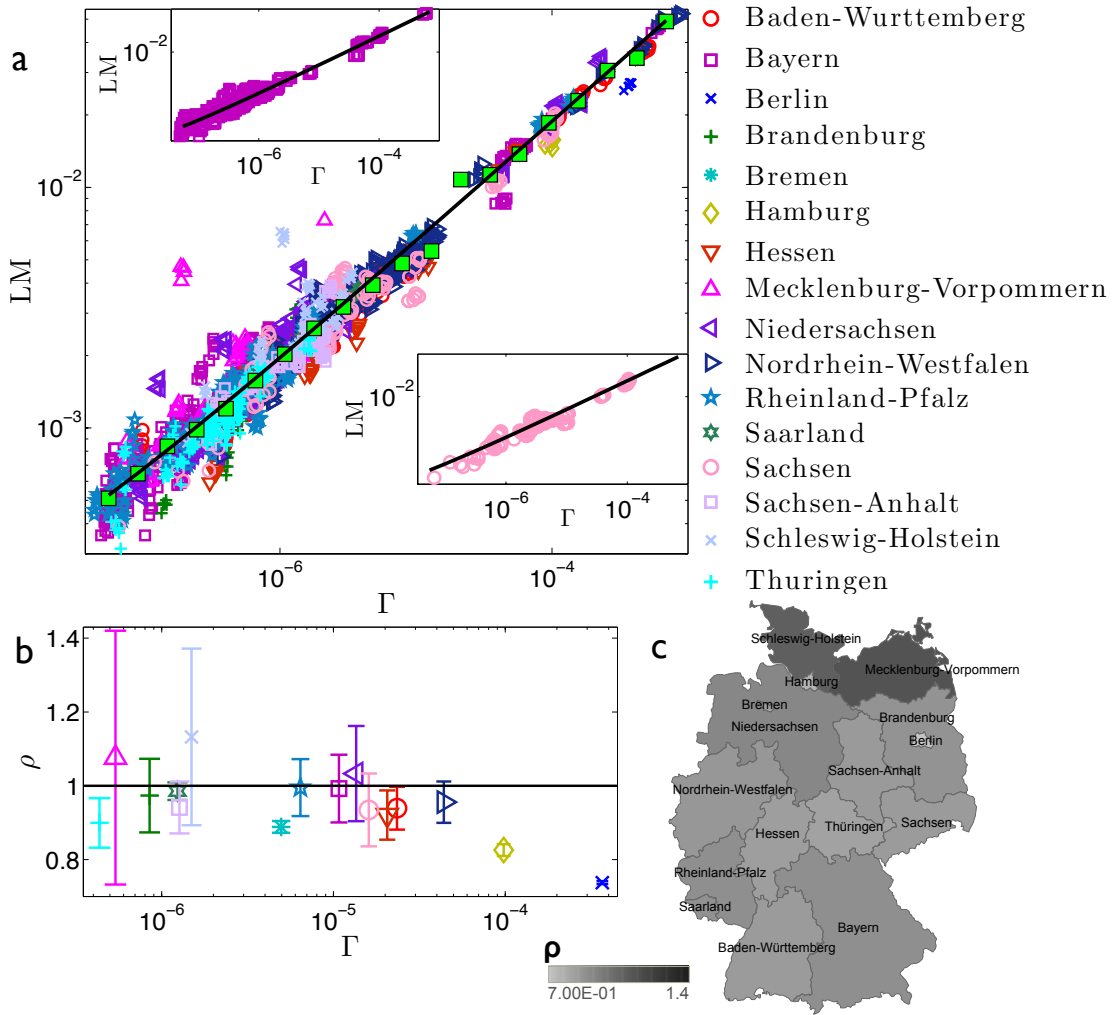 a
LM
10⁻²
10⁻³
10⁻⁶
10⁻⁴
Γ
LM
10⁻²
10⁻⁶
10⁻⁴
Γ
LM
10⁻²
10⁻⁶
10⁻⁴
Γ
Baden-Wurttemberg
Bayern
Berlin
Brandenburg
Bremen
Hamburg
Hessen
Mecklenburg-Vorpommern
Niedersachsen
Nordrhein-Westfalen
Rheinland-Pfalz
Saarland
Sachsen
Sachsen-Anhalt
Schleswig-Holstein
Thuringen
b
ρ
1.4
1.2
1
0.8
10⁻⁶
10⁻⁵
10⁻⁴
Γ
c
Schleswig-Holstein
Mecklenburg-Vorpommern
Hamburg
Bremen
Brandenburg
Niedersachsen
Berlin
Sachsen-Anhalt
Nordrhein-Westfalen
Hessen
Thüringen
Sachsen
Rheinland-Pfalz
Saarland
Bayern
Baden-Württemberg
ρ
7.00E-01 1.4